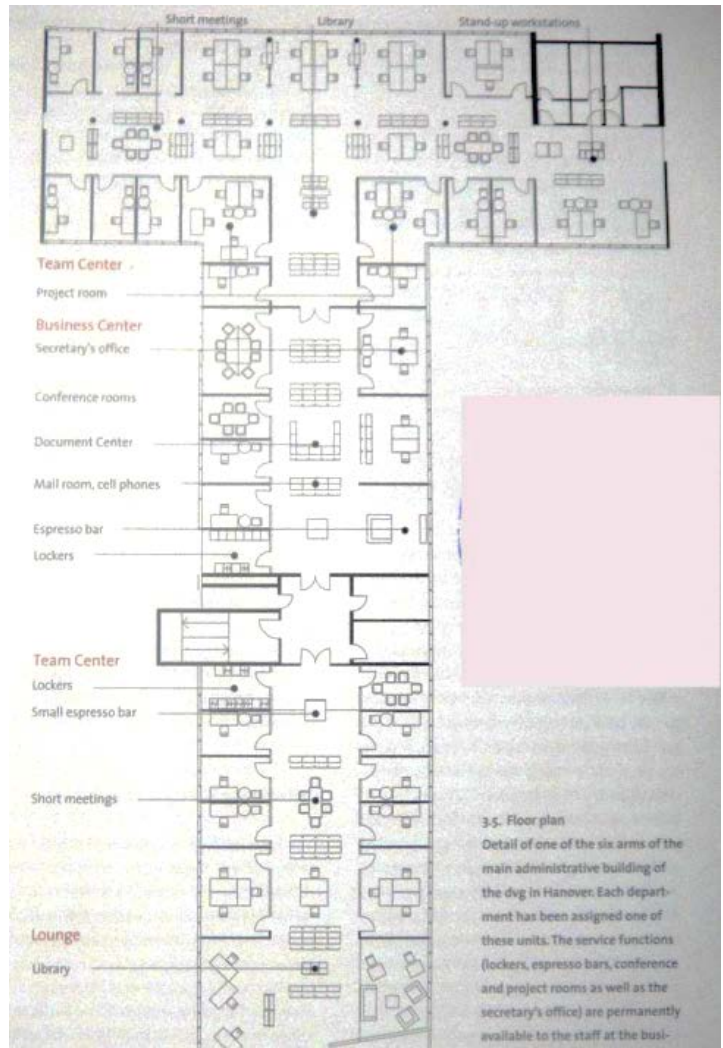 Short meetings
Library
Stand-up workstations
Team Center
Project room
Business Center
Secretary's office
Conference rooms
Document Center
Mail room, cell phones
Espresso bar
Lockers
Team Center
Lockers
Small espresso bar
Short meetings
Lounge
Library
3.5. Floor plan
Detail of one of the six arms of the
main administrative building of
the dvg in Hanover. Each depart-
ment has been assigned one of
these units. The service functions
(lockers, espresso bars, conference
and project rooms as well as the
secretary's office) are permanently
available to the staff at the busi-